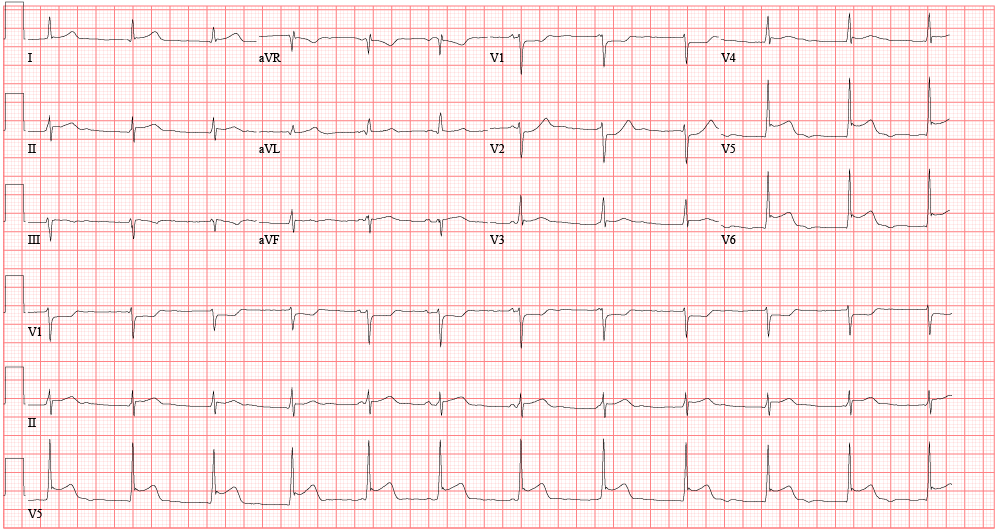 I aVR V1 V4
II aVL V2 V5
III aVF V3 V6
V1
II
V5